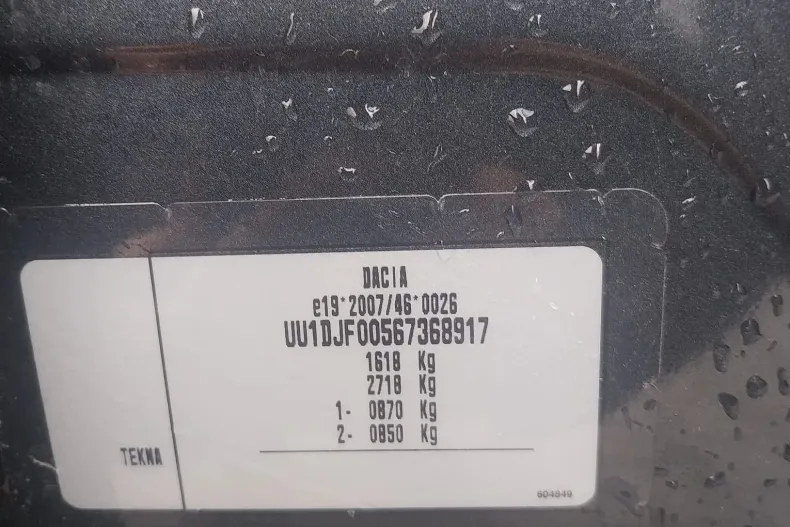 DACIA
e19*2007/46*0026
UU1DJF00567368917
1618 Kg
2718 Kg
1- 0870 Kg
2- 0850 Kg
TEKNA
604849